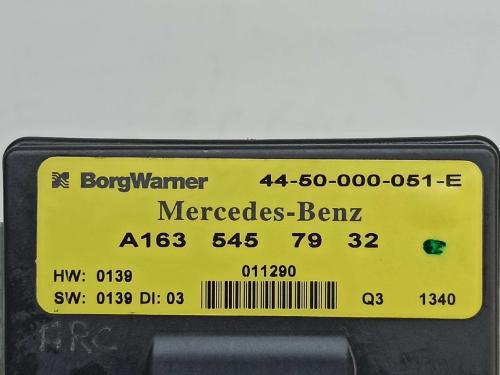 BorgWarner 44-50-000-051-E
Mercedes-Benz
A163 545 79 32
HW: 0139 011290
SW: 0139 DI: 03 Q3 1340